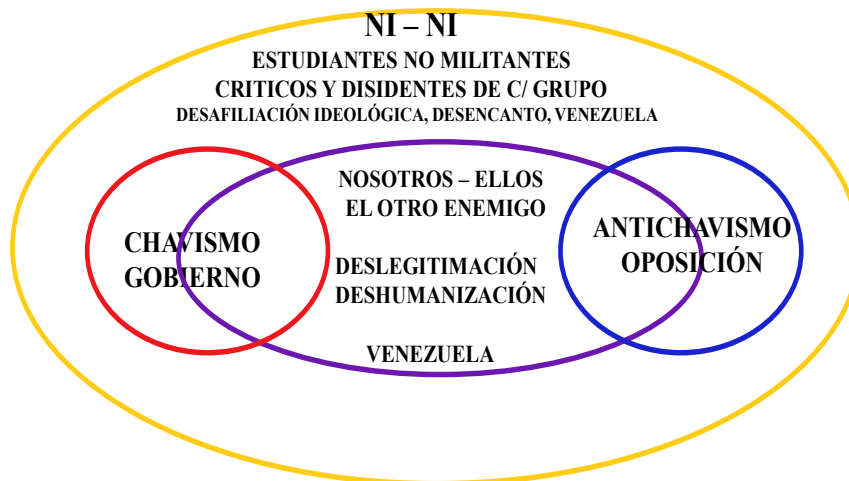 NI – NI
ESTUDIANTES NO MILITANTES
CRITICOS Y DISIDENTES DE C/ GRUPO
DESAFILIACIÓN IDEOLÓGICA, DESENCANTO, VENEZUELA
NOSOTROS – ELLOS
EL OTRO ENEMIGO
CHAVISMO
GOBIERNO
DESLEGITIMACIÓN
DESHUMANIZACIÓN
ANTICHAVISMO
OPOSICIÓN
VENEZUELA